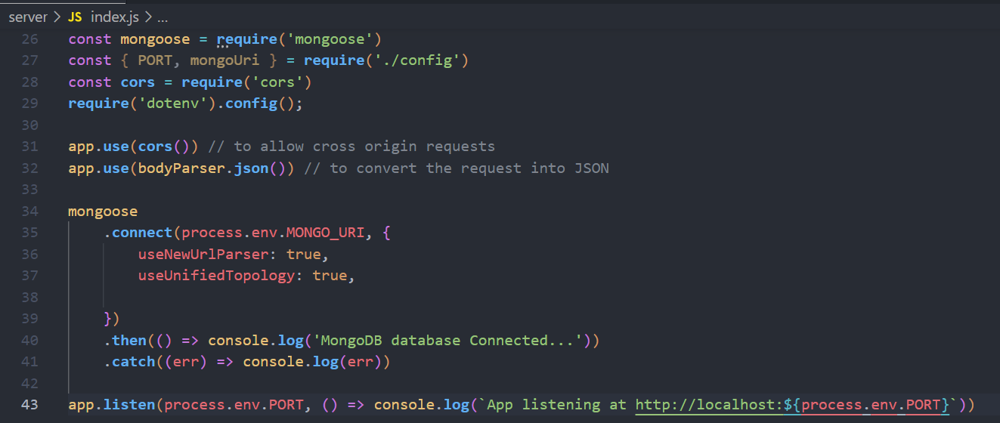 server > JS index.js > ...
26 const mongoose = require('mongoose')
27 const { PORT, mongoUri } = require('./config')
28 const cors = require('cors')
29 require('dotenv').config();
30
31 app.use(cors()) // to allow cross origin requests
32 app.use(bodyParser.json()) // to convert the request into JSON
33
34 mongoose
35     .connect(process.env.MONGO_URI, {
36         useNewUrlParser: true,
37         useUnifiedTopology: true,
38
39     })
40     .then(() => console.log('MongoDB database Connected...'))
41     .catch((err) => console.log(err))
42
43 app.listen(process.env.PORT, () => console.log(`App listening at http://localhost:${process.env.PORT}`))